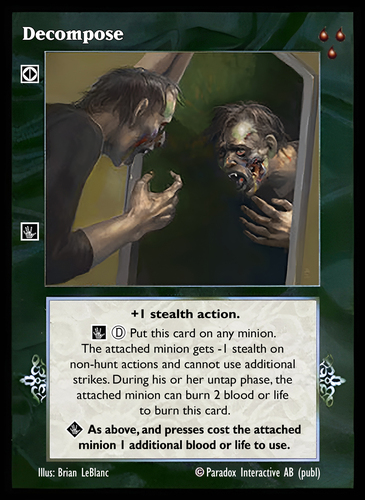 Decompose
+1 stealth action.
Ⓓ Put this card on any minion.
The attached minion gets -1 stealth on
non-hunt actions and cannot use additional
strikes. During his or her untap phase, the
attached minion can burn 2 blood or life
to burn this card.
As above, and presses cost the attached
minion 1 additional blood or life to use.
Illus: Brian LeBlanc © Paradox Interactive AB (publ)